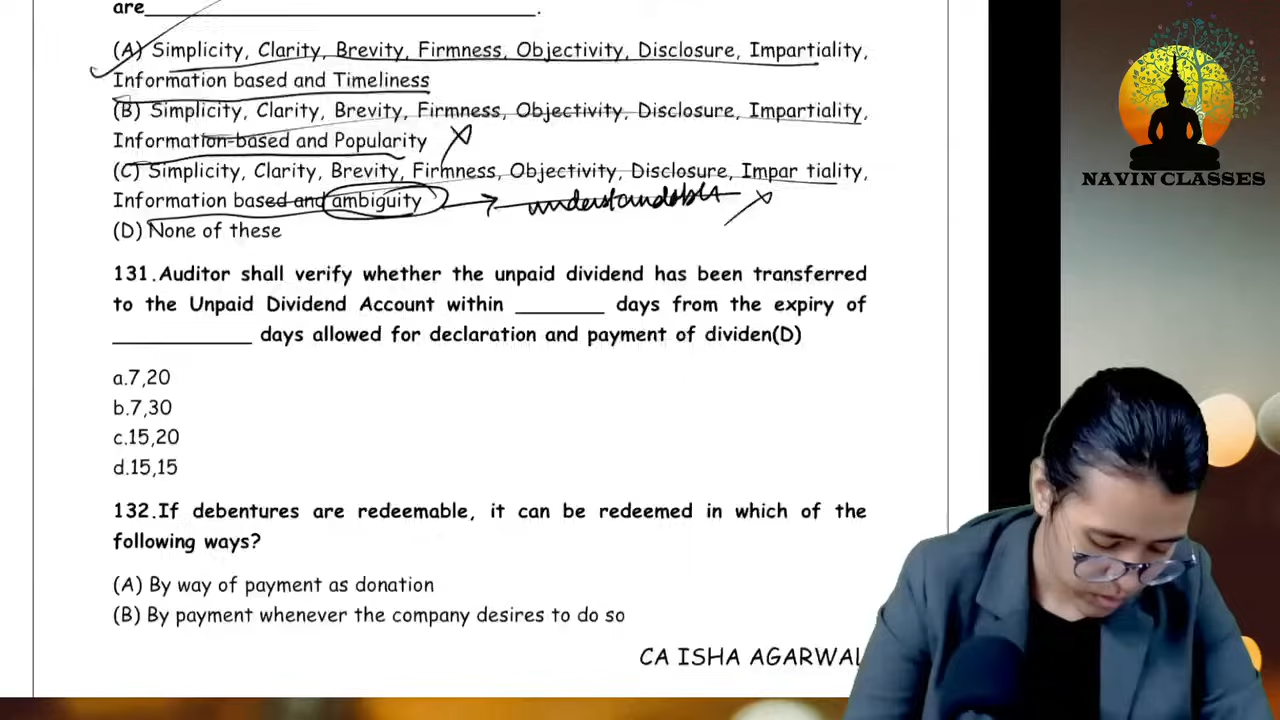 are____________________________________.
(A) Simplicity, Clarity, Brevity, Firmness, Objectivity, Disclosure, Impartiality,
Information based and Timeliness
(B) Simplicity, Clarity, Brevity, Firmness, Objectivity, Disclosure, Impartiality,
Information-based and Popularity
(C) Simplicity, Clarity, Brevity, Firmness, Objectivity, Disclosure, Impar tiality,
Information based and ambiguity
understandable
(D) None of these
131.Auditor shall verify whether the unpaid dividend has been transferred
to the Unpaid Dividend Account within ________ days from the expiry of
_____________ days allowed for declaration and payment of dividen(D)
a.7,20
b.7,30
c.15,20
d.15,15
132.If debentures are redeemable, it can be redeemed in which of the
following ways?
(A) By way of payment as donation
(B) By payment whenever the company desires to do so
CA ISHA AGARWAL
NAVIN CLASSES